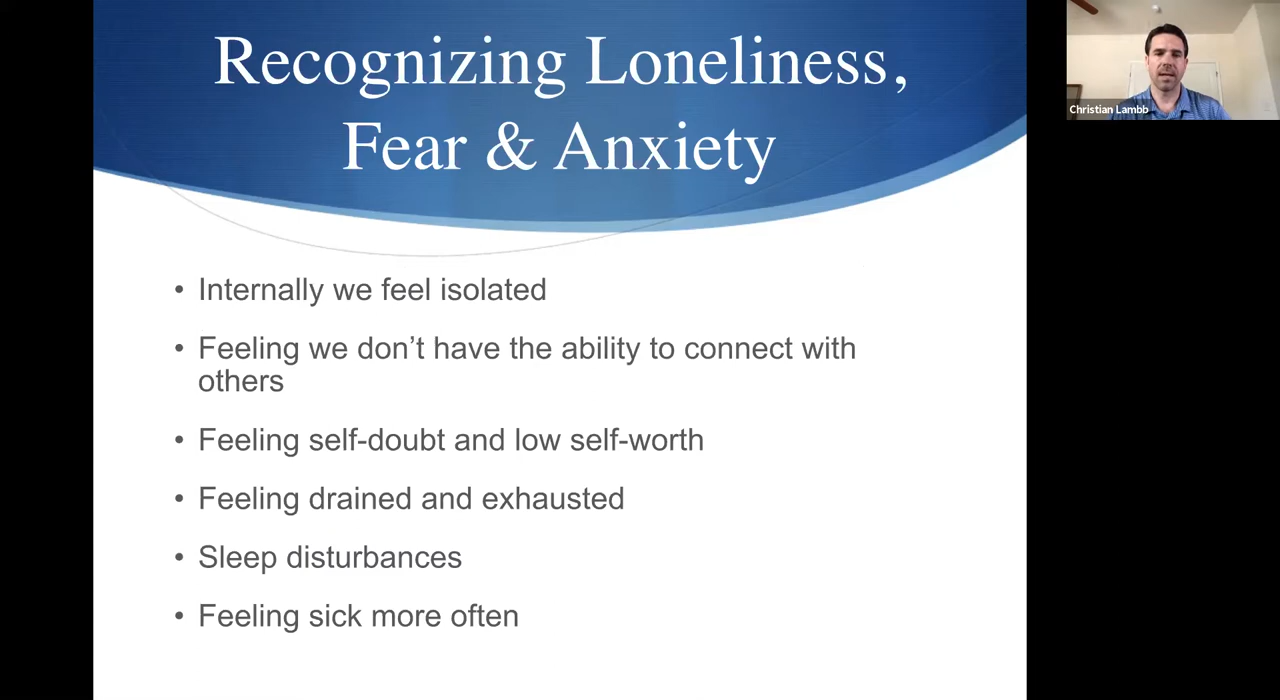 Recognizing Loneliness,
Fear & Anxiety
• Internally we feel isolated
• Feeling we don’t have the ability to connect with
others
• Feeling self-doubt and low self-worth
• Feeling drained and exhausted
• Sleep disturbances
• Feeling sick more often
Christian Lambb